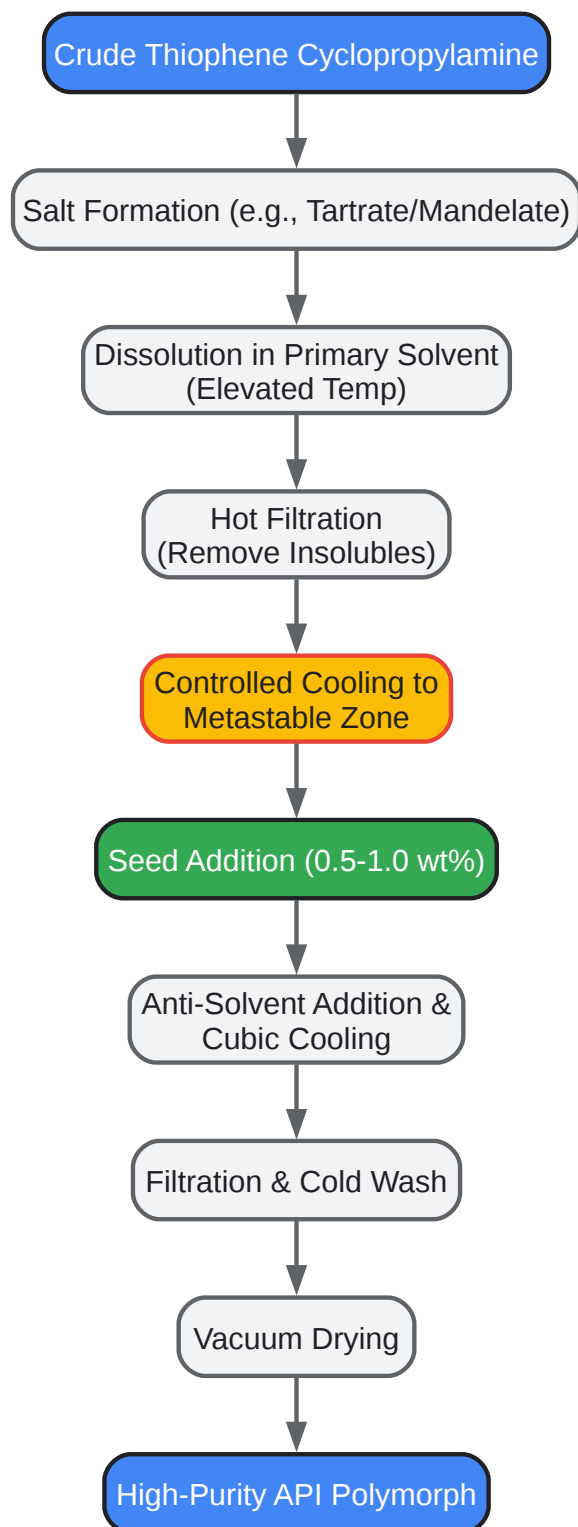 Crude Thiophene Cyclopropylamine
Salt Formation (e.g., Tartrate/Mandelate)
Dissolution in Primary Solvent
(Elevated Temp)
Hot Filtration
(Remove Insolubles)
Controlled Cooling to
Metastable Zone
Seed Addition (0.5-1.0 wt%)
Anti-Solvent Addition &
Cubic Cooling
Filtration & Cold Wash
Vacuum Drying
High-Purity API Polymorph